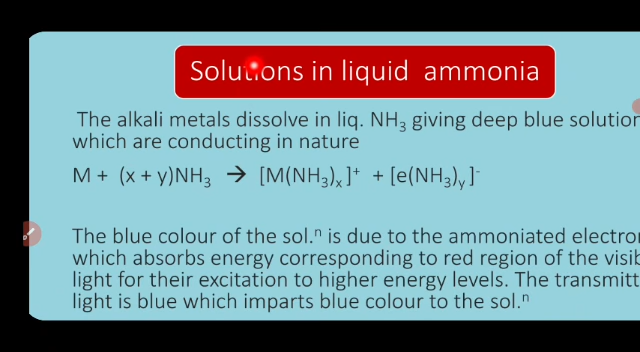 Solutions in liquid ammonia
The alkali metals dissolve in liq. NH₃ giving deep blue solution
which are conducting in nature
M + (x + y)NH₃ → [M(NH₃)ₓ]⁺ + [e(NH₃)ᵧ]⁻
The blue colour of the sol.ⁿ is due to the ammoniated electro
which absorbs energy corresponding to red region of the visib
light for their excitation to higher energy levels. The transmitt
light is blue which imparts blue colour to the sol.ⁿ